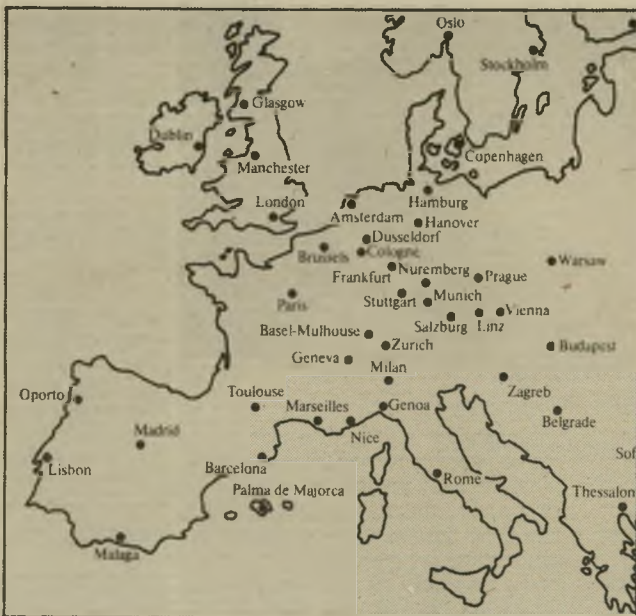 Oslo
Stockholm
Glasgow
Dublin
Copenhagen
Manchester
Hamburg
London
Amsterdam
Hanover
Dusseldorf
Brussels
Cologne
Warsaw
Frankfurt
Nuremberg
Prague
Paris
Stuttgart
Munich
Salzburg
Linz
Vienna
Basel-Mulhouse
Zurich
Budapest
Geneva
Milan
Zagreb
Oporto
Toulouse
Marseilles
Genoa
Nice
Belgrade
Madrid
Lisbon
Barcelona
Sof
Rome
Palma de Majorca
Thessalon
Malaga